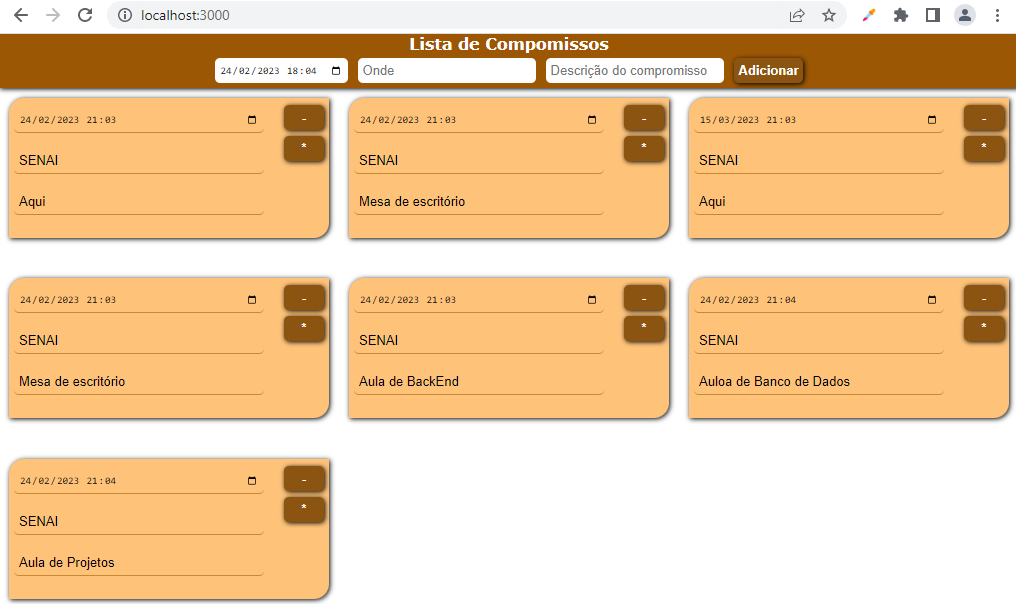 localhost:3000
Lista de Compomissos
24/02/2023 18:04 Onde Descrição do compromisso Adicionar
24/02/2023 21:03 -
*
SENAI
Aqui
24/02/2023 21:03 -
*
SENAI
Mesa de escritório
15/03/2023 21:03 -
*
SENAI
Aqui
24/02/2023 21:03 -
*
SENAI
Mesa de escritório
24/02/2023 21:03 -
*
SENAI
Aula de BackEnd
24/02/2023 21:04 -
*
SENAI
Auloa de Banco de Dados
24/02/2023 21:04 -
*
SENAI
Aula de Projetos